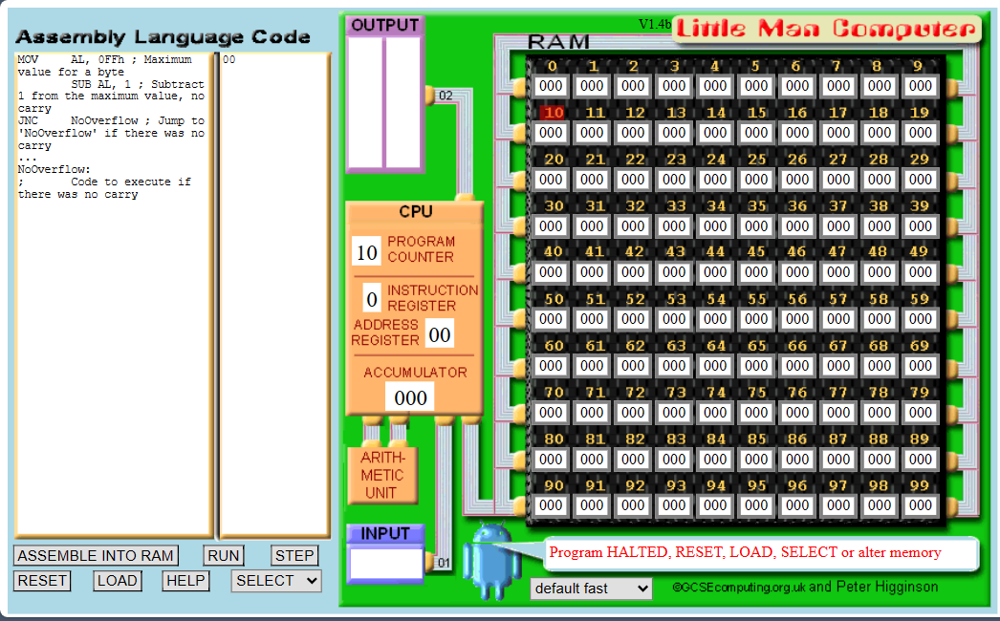 Assembly Language Code
MOV     AL, 0FFh ; Maximum
value for a byte
        SUB AL, 1 ; Subtract
1 from the maximum value, no
carry
JNC     NoOverflow ; Jump to
'NoOverflow' if there was no
carry
...
NoOverflow:
;       Code to execute if
there was no carry
00
ASSEMBLE INTO RAM RUN STEP
RESET LOAD HELP SELECT
OUTPUT
02
CPU
10 PROGRAM
COUNTER
0 INSTRUCTION
REGISTER
ADDRESS
REGISTER 00
ACCUMULATOR
000
ARITH-
METIC
UNIT
INPUT
01
V1.4b Little Man Computer
RAM
0 1 2 3 4 5 6 7 8 9
000 000 000 000 000 000 000 000 000 000
10 11 12 13 14 15 16 17 18 19
000 000 000 000 000 000 000 000 000 000
20 21 22 23 24 25 26 27 28 29
000 000 000 000 000 000 000 000 000 000
30 31 32 33 34 35 36 37 38 39
000 000 000 000 000 000 000 000 000 000
40 41 42 43 44 45 46 47 48 49
000 000 000 000 000 000 000 000 000 000
50 51 52 53 54 55 56 57 58 59
000 000 000 000 000 000 000 000 000 000
60 61 62 63 64 65 66 67 68 69
000 000 000 000 000 000 000 000 000 000
70 71 72 73 74 75 76 77 78 79
000 000 000 000 000 000 000 000 000 000
80 81 82 83 84 85 86 87 88 89
000 000 000 000 000 000 000 000 000 000
90 91 92 93 94 95 96 97 98 99
000 000 000 000 000 000 000 000 000 000
Program HALTED, RESET, LOAD, SELECT or alter memory
default fast ©GCSEcomputing.org.uk and Peter Higginson